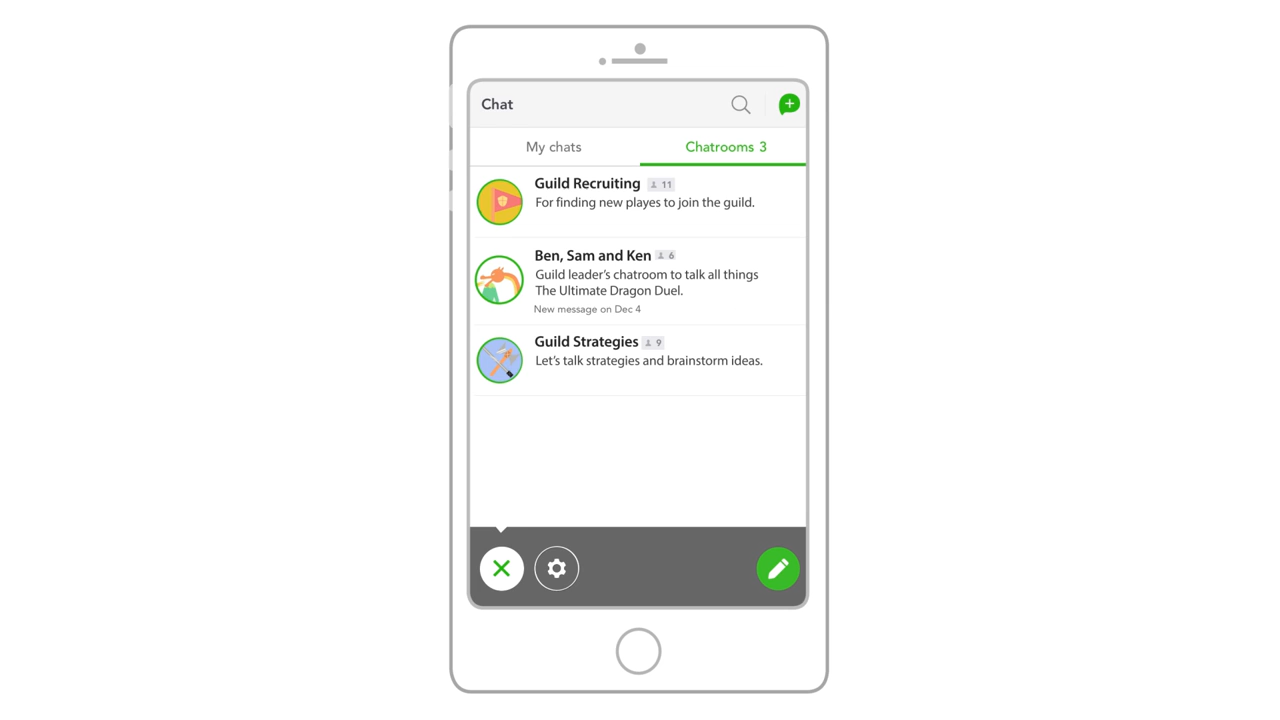 Chat
My chats
Chatrooms 3
Guild Recruiting 11
For finding new playes to join the guild.
Ben, Sam and Ken 6
Guild leader’s chatroom to talk all things
The Ultimate Dragon Duel.
New message on Dec 4
Guild Strategies 9
Let’s talk strategies and brainstorm ideas.